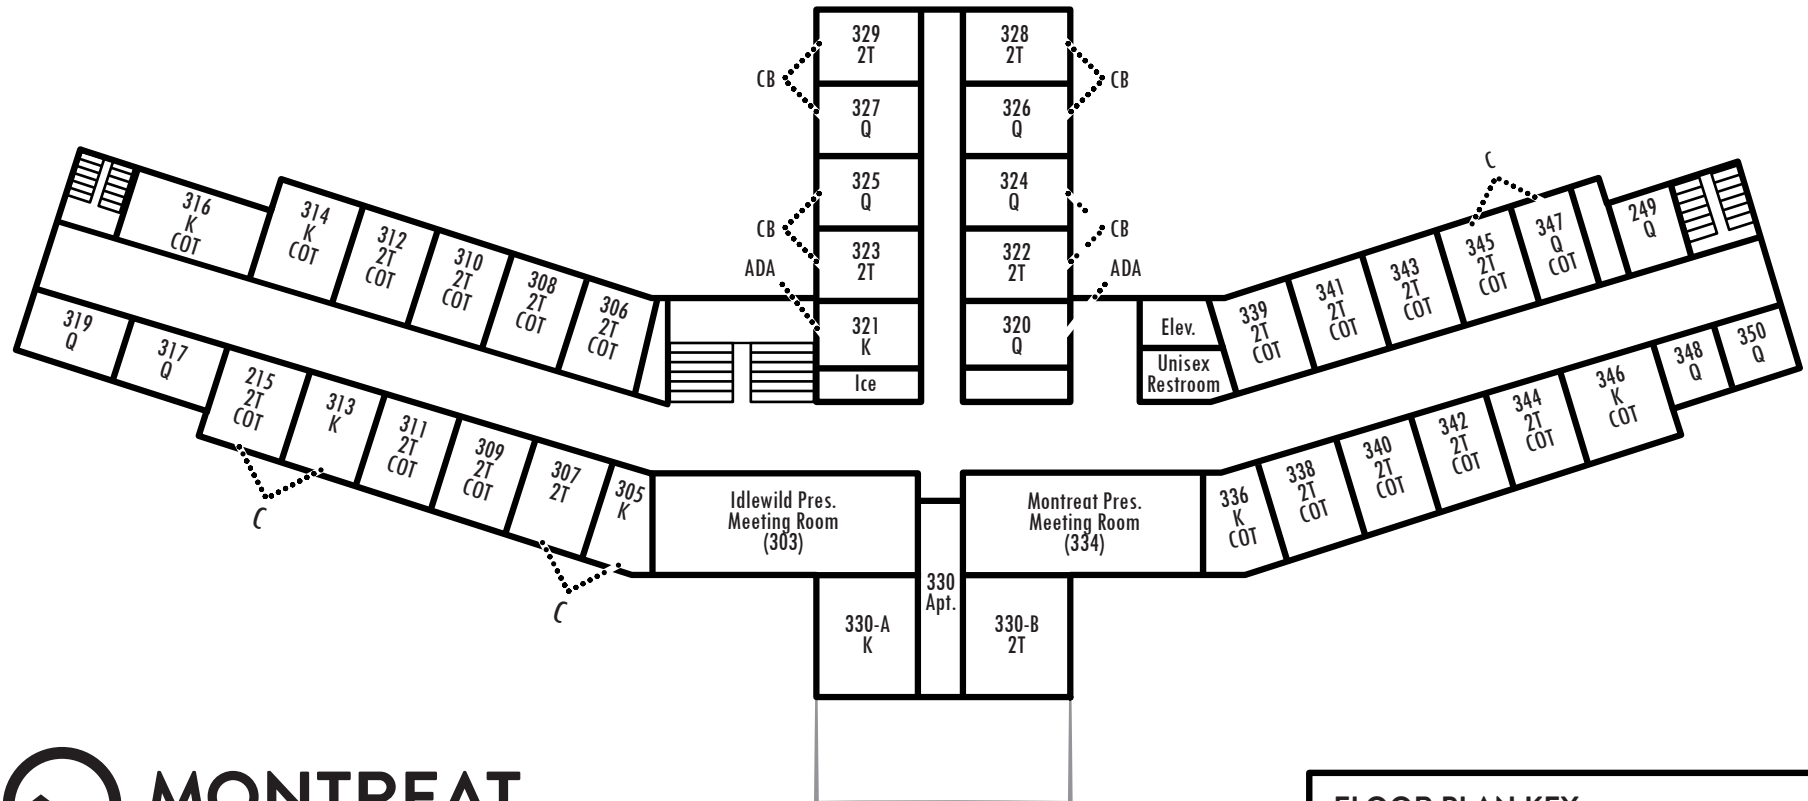 329
2T
328
2T
CB
CB
327
Q
326
Q
325
Q
324
Q
CB
CB
323
2T
322
2T
ADA
ADA
321
K
320
Q
Ice
316
K
COT
314
K
COT
312
2T
COT
310
2T
COT
308
2T
COT
306
2T
COT
319
Q
317
Q
215
2T
COT
313
K
311
2T
COT
309
2T
COT
307
2T
305
K
C
C
Elev.
Unisex
Restroom
339
2T
COT
341
2T
COT
343
2T
COT
345
2T
COT
347
Q
COT
249
Q
C
Idlewild Pres.
Meeting Room
(303)
Montreat Pres.
Meeting Room
(334)
336
K
COT
338
2T
COT
340
2T
COT
342
2T
COT
344
2T
COT
346
K
COT
348
Q
350
Q
330
Apt.
330-A
K
330-B
2T
MONTREAT
FLOOR PLAN KEY